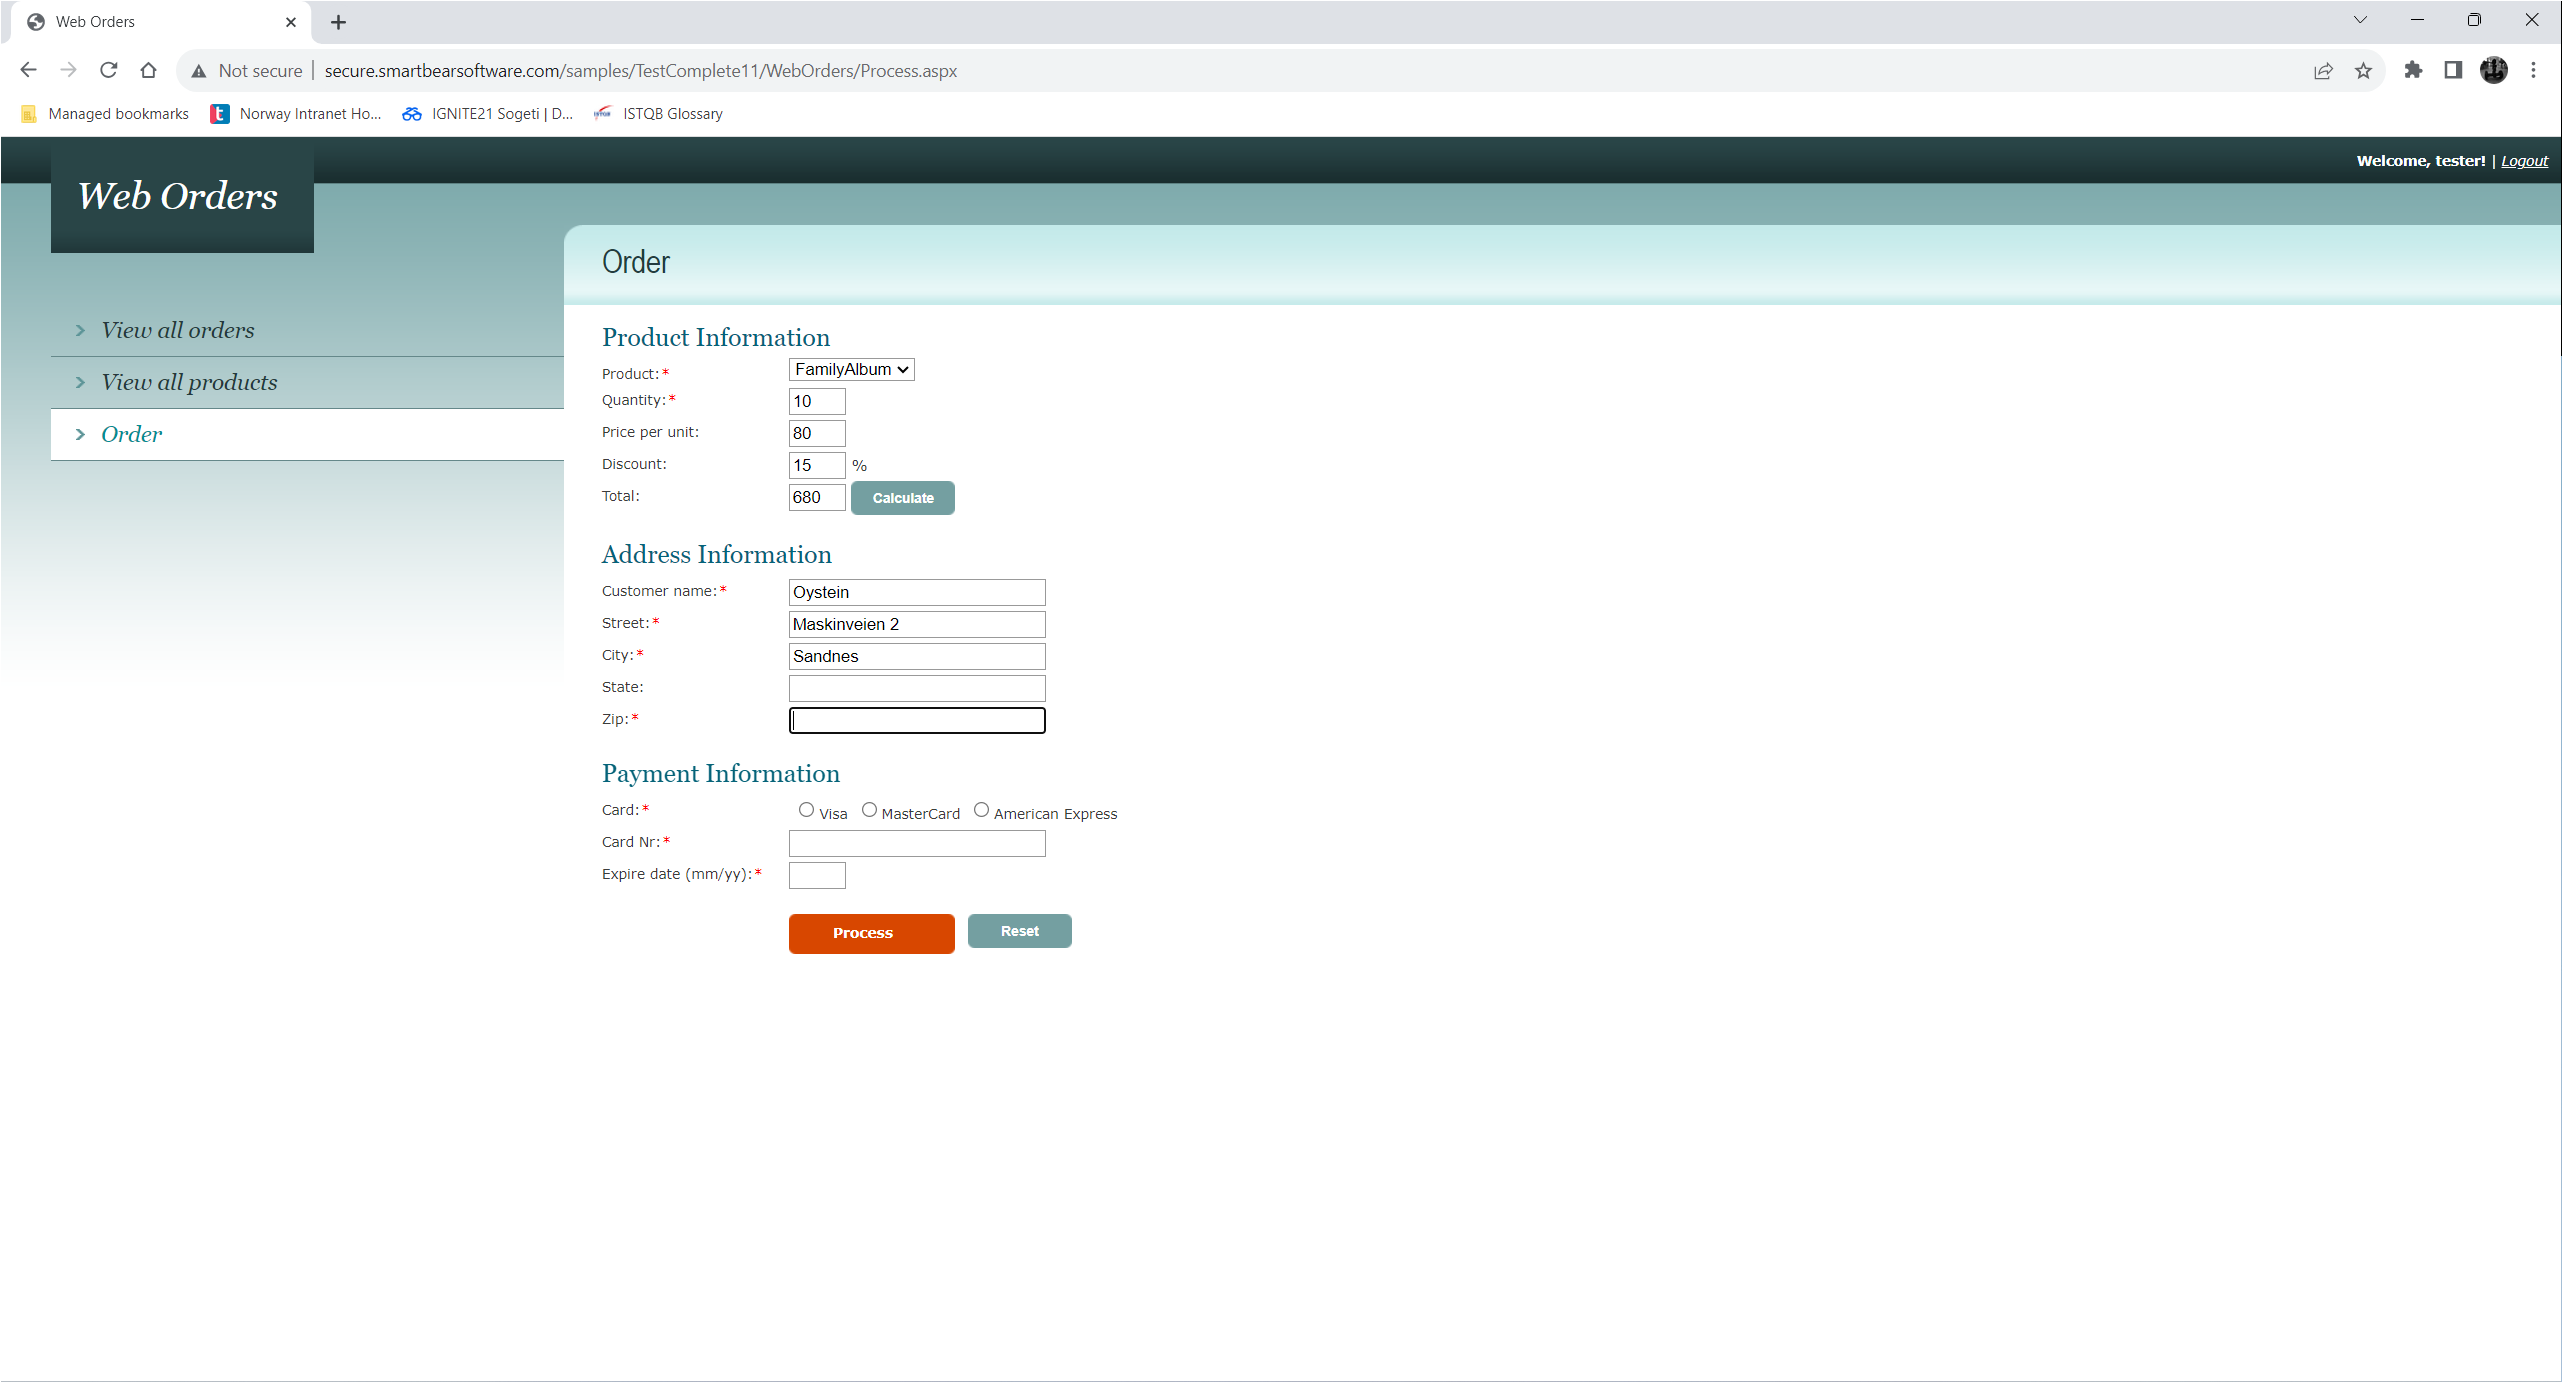 Web Orders
Not secure secure.smartbearsoftware.com/samples/TestComplete11/WebOrders/Process.aspx
Managed bookmarks Norway Intranet Ho... IGNITE21 Sogeti | D... ISTQB Glossary
Welcome, tester! | Logout
Web Orders
View all orders
View all products
Order
Order
Product Information
Product:* FamilyAlbum
Quantity:* 10
Price per unit: 80
Discount: 15 %
Total: 680 Calculate
Address Information
Customer name:* Oystein
Street:* Maskinveien 2
City:* Sandnes
State:
Zip:*
Payment Information
Card:* Visa MasterCard American Express
Card Nr:*
Expire date (mm/yy):*
Process Reset